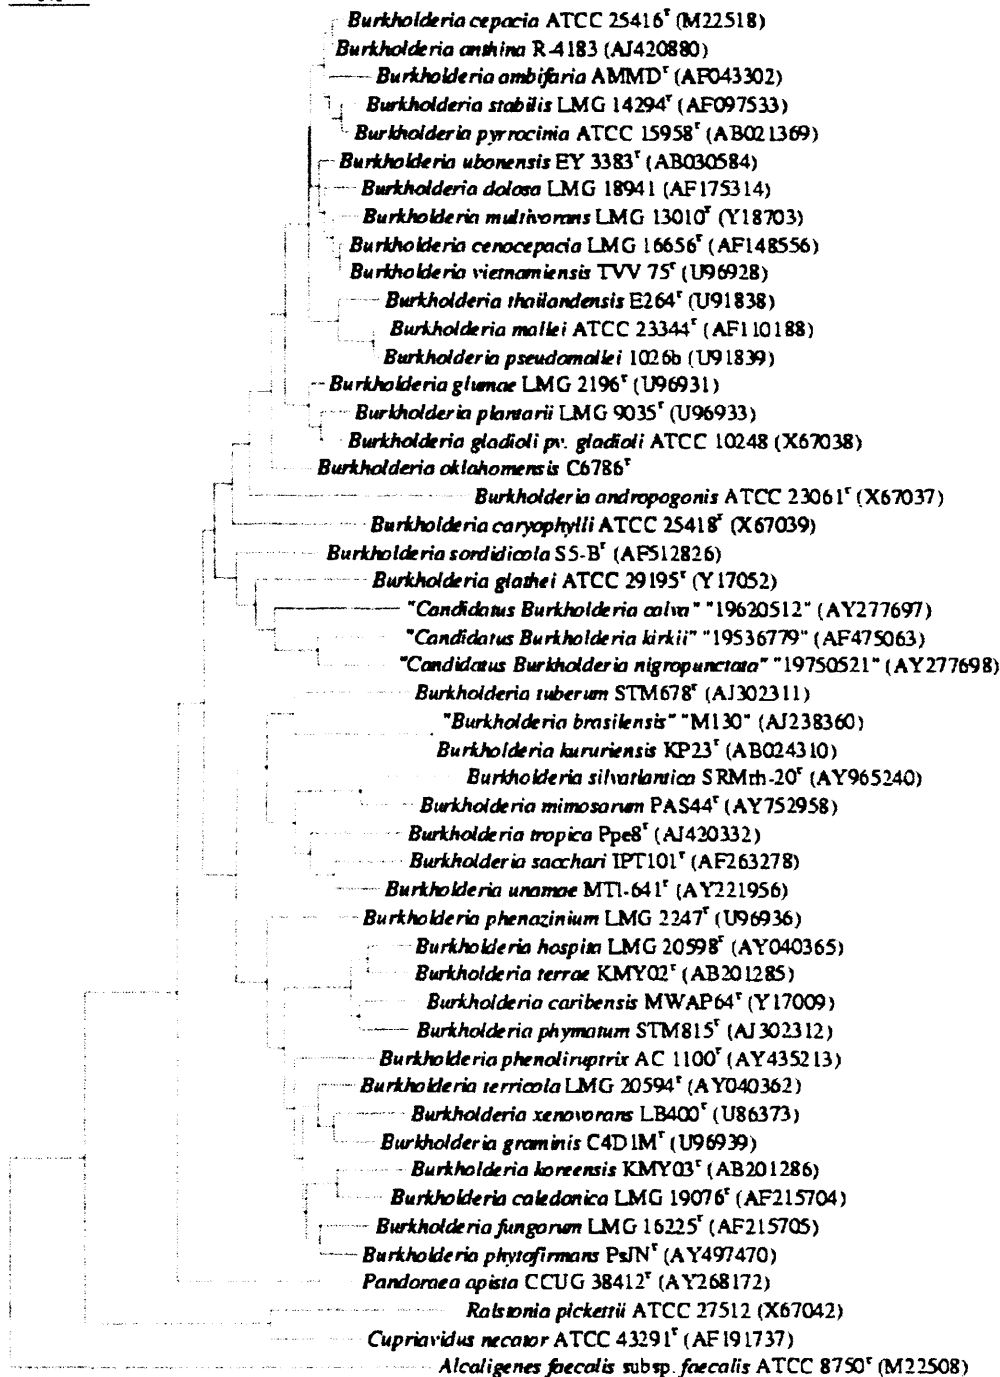 Burkholderia cepacia ATCC 25416ᵀ (M22518)
Burkholderia anthina R-4183 (AJ420880)
Burkholderia ambifaria AMMDᵀ (AF043302)
Burkholderia stabilis LMG 14294ᵀ (AF097533)
Burkholderia pyrrocinia ATCC 15958ᵀ (AB021369)
Burkholderia ubonensis EY 3383ᵀ (AB030584)
Burkholderia dolosa LMG 18941 (AF175314)
Burkholderia multivorans LMG 13010ᵀ (Y18703)
Burkholderia cenocepacia LMG 16656ᵀ (AF148556)
Burkholderia vietnamiensis TVV 75ᵀ (U96928)
Burkholderia thailandensis E264ᵀ (U91838)
Burkholderia mallei ATCC 23344ᵀ (AF110188)
Burkholderia pseudomallei 1026b (U91839)
Burkholderia glumae LMG 2196ᵀ (U96931)
Burkholderia plantarii LMG 9035ᵀ (U96933)
Burkholderia gladioli pv. gladioli ATCC 10248 (X67038)
Burkholderia oklahomensis C6786ᵀ
Burkholderia andropogonis ATCC 23061ᵀ (X67037)
Burkholderia caryophylli ATCC 25418ᵀ (X67039)
Burkholderia sordidicola S5-Bᵀ (AF512826)
Burkholderia glathei ATCC 29195ᵀ (Y17052)
"Candidatus Burkholderia calva" "19620512" (AY277697)
"Candidatus Burkholderia kirkii" "19536779" (AF475063)
"Candidatus Burkholderia nigropunctata" "19750521" (AY277698)
Burkholderia tuberum STM678ᵀ (AJ302311)
"Burkholderia brasilensis" "M130" (AJ238360)
Burkholderia kururiensis KP23ᵀ (AB024310)
Burkholderia silvatlantica SRMrh-20ᵀ (AY965240)
Burkholderia mimosarum PAS44ᵀ (AY752958)
Burkholderia tropica Ppe8ᵀ (AJ420332)
Burkholderia sacchari IPT101ᵀ (AF263278)
Burkholderia unamae MTI-641ᵀ (AY221956)
Burkholderia phenazinium LMG 2247ᵀ (U96936)
Burkholderia hospita LMG 20598ᵀ (AY040365)
Burkholderia terrae KMY02ᵀ (AB201285)
Burkholderia caribensis MWAP64ᵀ (Y17009)
Burkholderia phymatum STM815ᵀ (AJ302312)
Burkholderia phenoliruptrix AC 1100ᵀ (AY435213)
Burkholderia terricola LMG 20594ᵀ (AY040362)
Burkholderia xenovorans LB400ᵀ (U86373)
Burkholderia graminis C4D1Mᵀ (U96939)
Burkholderia koreensis KMY03ᵀ (AB201286)
Burkholderia caledonica LMG 19076ᵀ (AF215704)
Burkholderia fungorum LMG 16225ᵀ (AF215705)
Burkholderia phytofirmans PsJNᵀ (AY497470)
Pandoraea apista CCUG 38412ᵀ (AY268172)
Ralstonia pickettii ATCC 27512 (X67042)
Cupriavidus necator ATCC 43291ᵀ (AF191737)
Alcaligenes faecalis subsp. faecalis ATCC 8750ᵀ (M22508)